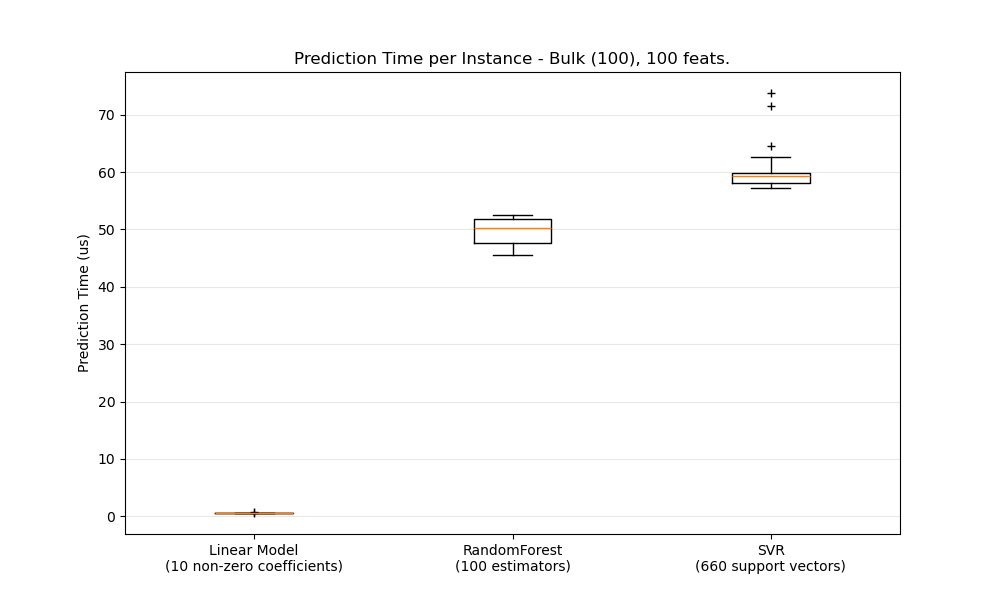 Prediction Time per Instance - Bulk (100), 100 feats.
Prediction Time (us)
70
60
50
40
30
20
10
0
Linear Model
(10 non-zero coefficients)
RandomForest
(100 estimators)
SVR
(660 support vectors)